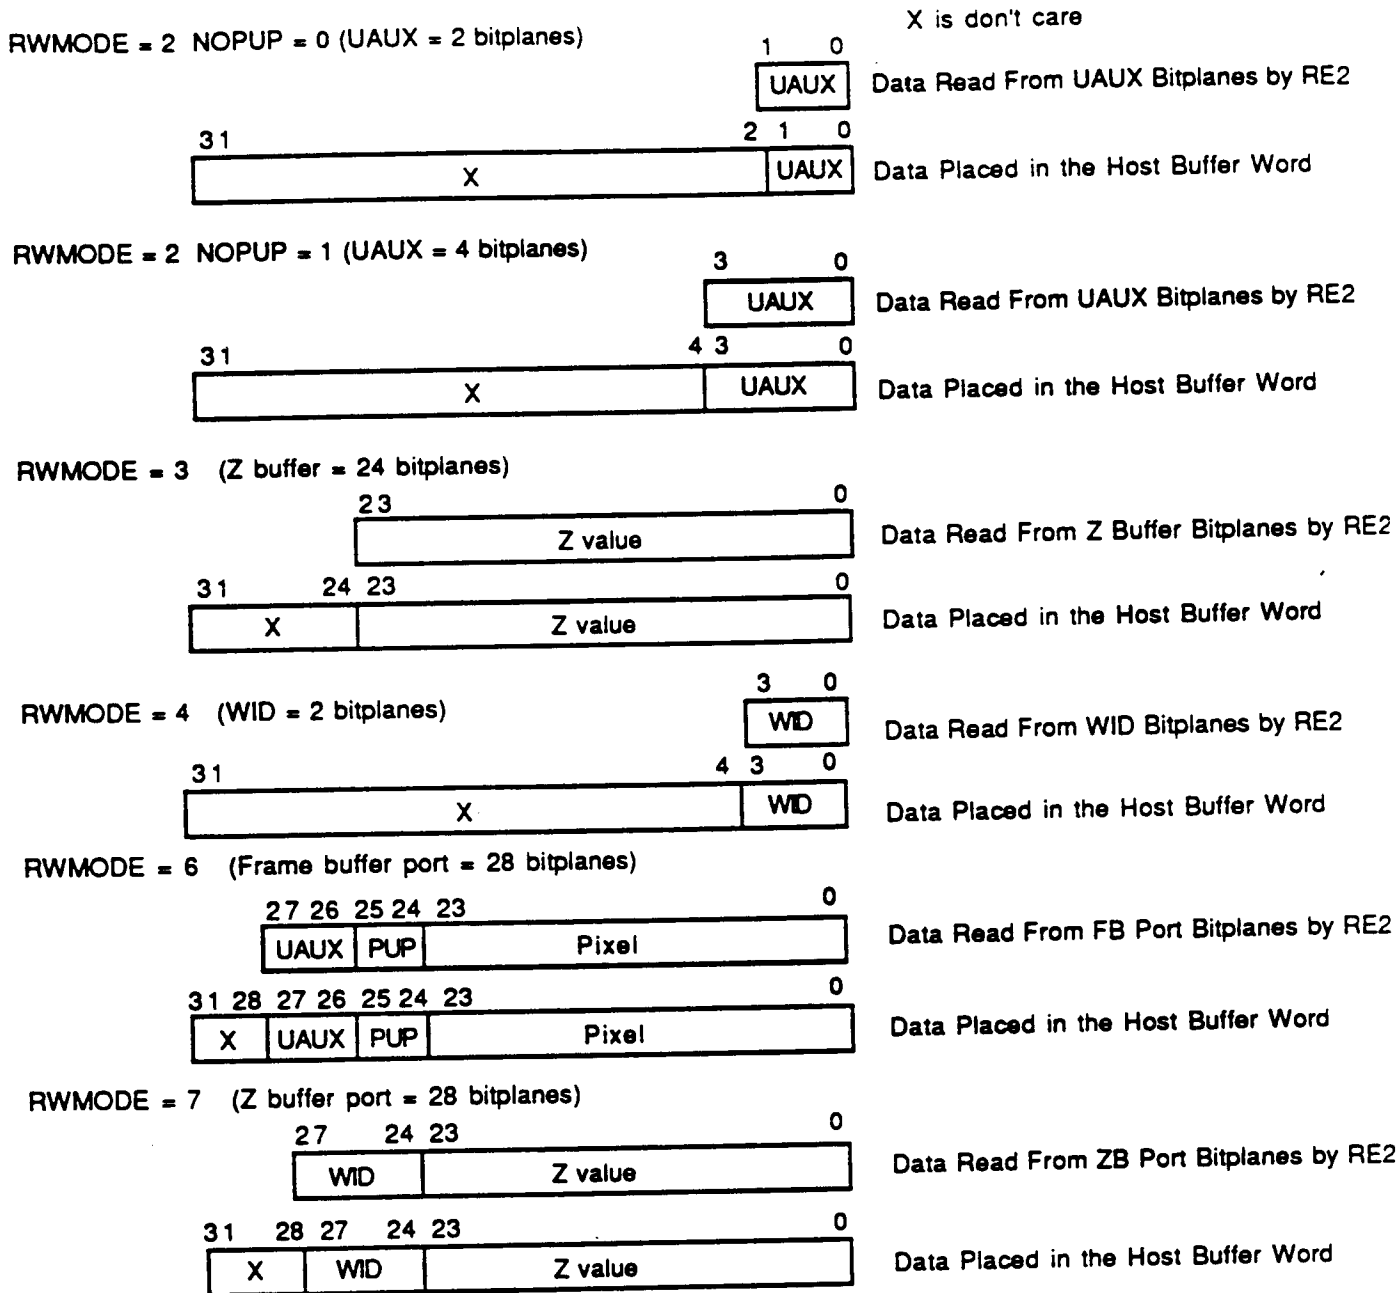 X is don't care
RWMODE = 2 NOPUP = 0 (UAUX = 2 bitplanes)
1 0
UAUX Data Read From UAUX Bitplanes by RE2
31 2 1 0
X UAUX Data Placed in the Host Buffer Word
RWMODE = 2 NOPUP = 1 (UAUX = 4 bitplanes)
3 0
UAUX Data Read From UAUX Bitplanes by RE2
31 4 3 0
X UAUX Data Placed in the Host Buffer Word
RWMODE = 3 (Z buffer = 24 bitplanes)
23 0
Z value Data Read From Z Buffer Bitplanes by RE2
31 24 23 0
X Z value Data Placed in the Host Buffer Word
RWMODE = 4 (WID = 2 bitplanes)
3 0
WID Data Read From WID Bitplanes by RE2
31 4 3 0
X WID Data Placed in the Host Buffer Word
RWMODE = 6 (Frame buffer port = 28 bitplanes)
27 26 25 24 23 0
UAUX PUP Pixel Data Read From FB Port Bitplanes by RE2
31 28 27 26 25 24 23 0
X UAUX PUP Pixel Data Placed in the Host Buffer Word
RWMODE = 7 (Z buffer port = 28 bitplanes)
27 24 23 0
WID Z value Data Read From ZB Port Bitplanes by RE2
31 28 27 24 23 0
X WID Z value Data Placed in the Host Buffer Word